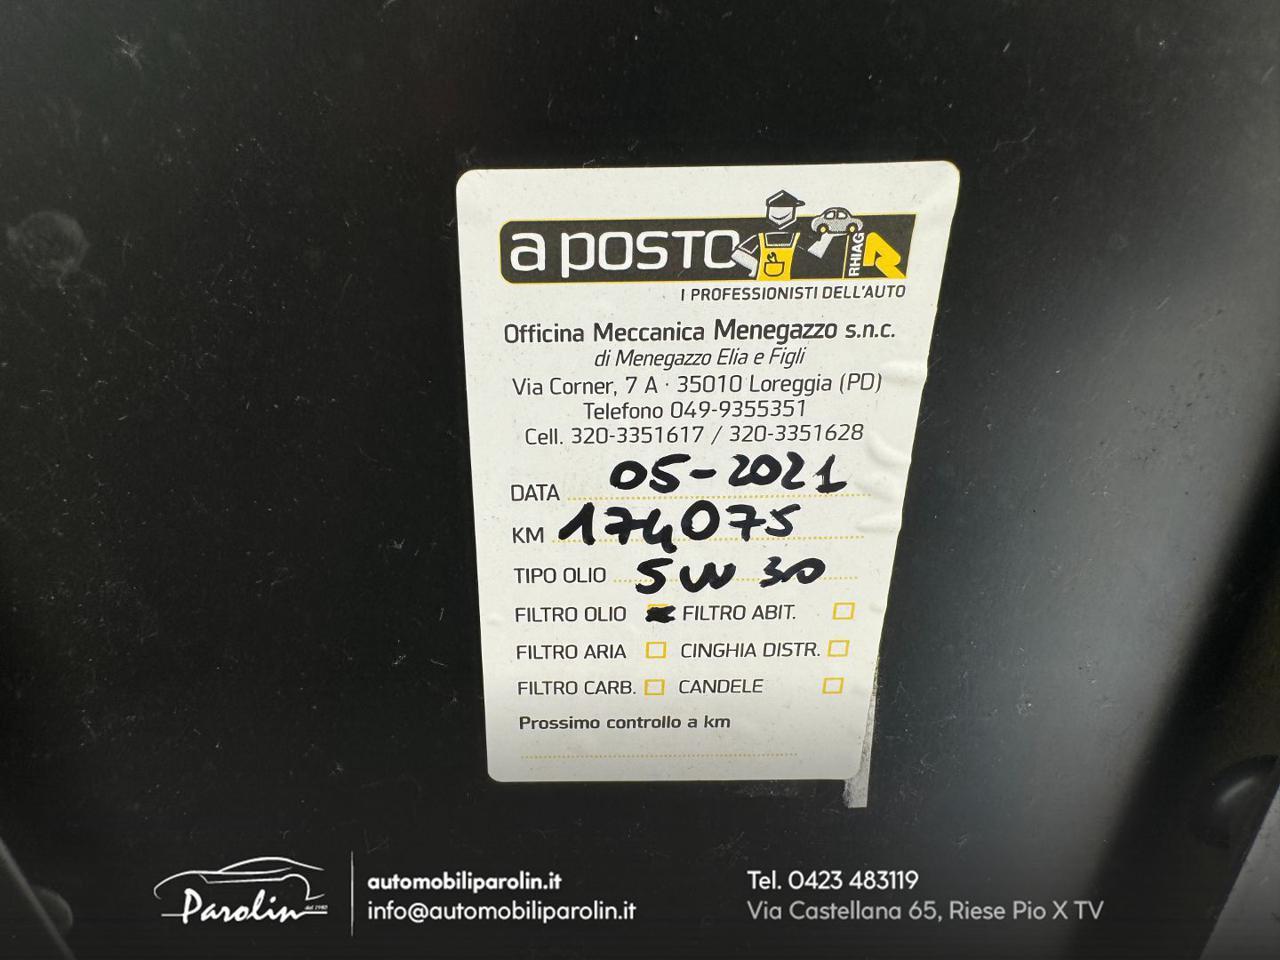 a posto
RHIAG
I PROFESSIONISTI DELL'AUTO
Officina Meccanica Menegazzo s.n.c.
di Menegazzo Elia e Figli
Via Corner, 7 A · 35010 Loreggia (PD)
Telefono 049-9355351
Cell. 320-3351617 / 320-3351628
DATA 05-2021
KM 174075
TIPO OLIO 5W30
FILTRO OLIO FILTRO ABIT.
FILTRO ARIA CINGHIA DISTR.
FILTRO CARB. CANDELE
Prossimo controllo a km
Parolin dal 1980
automobiliparolin.it
info@automobiliparolin.it
Tel. 0423 483119
Via Castellana 65, Riese Pio X TV